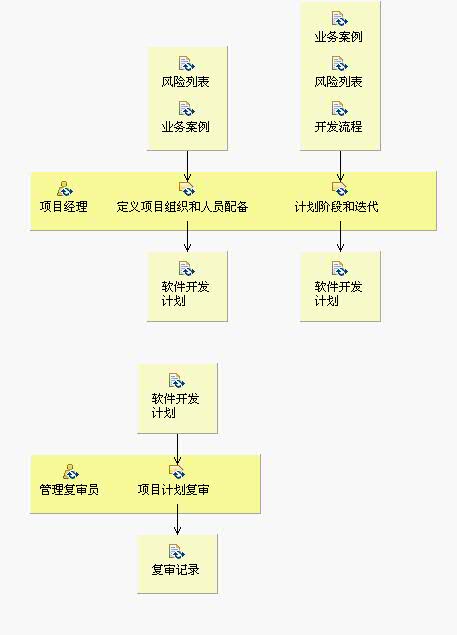 业务案例
风险列表
风险列表
业务案例
开发流程
项目经理
定义项目组织和人员配备
计划阶段和迭代
软件开发
计划
软件开发
计划
软件开发
计划
管理复审员
项目计划复审
复审记录